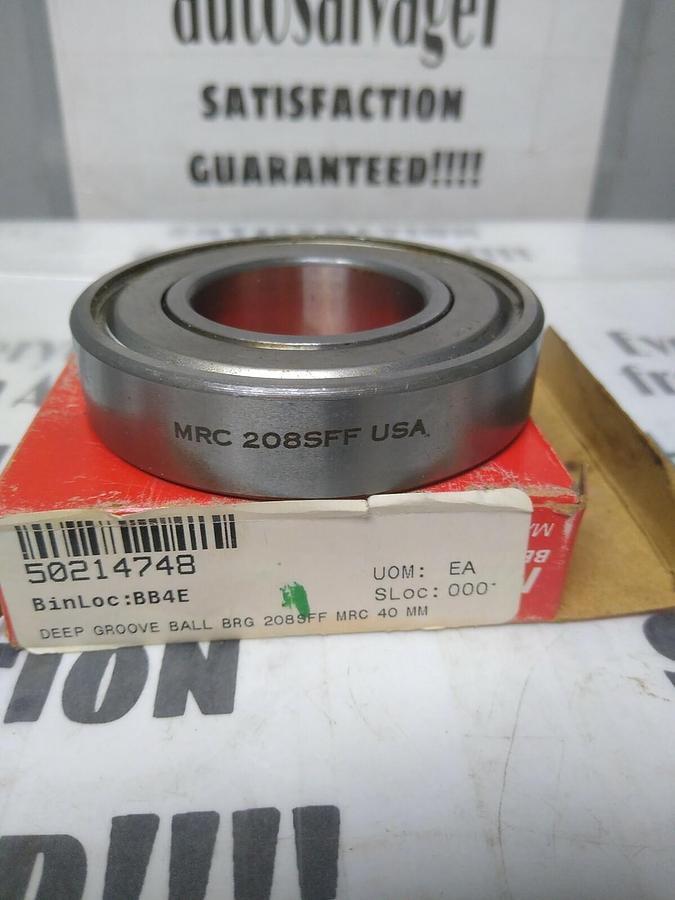 autosalvager
SATISFACTION
GUARANTEED!!!!
MRC 208SFF USA
50214748
BinLoc:BB4E
UOM: EA
SLoc: 000
DEEP GROOVE BALL BRG 208SFF MRC 40 MM